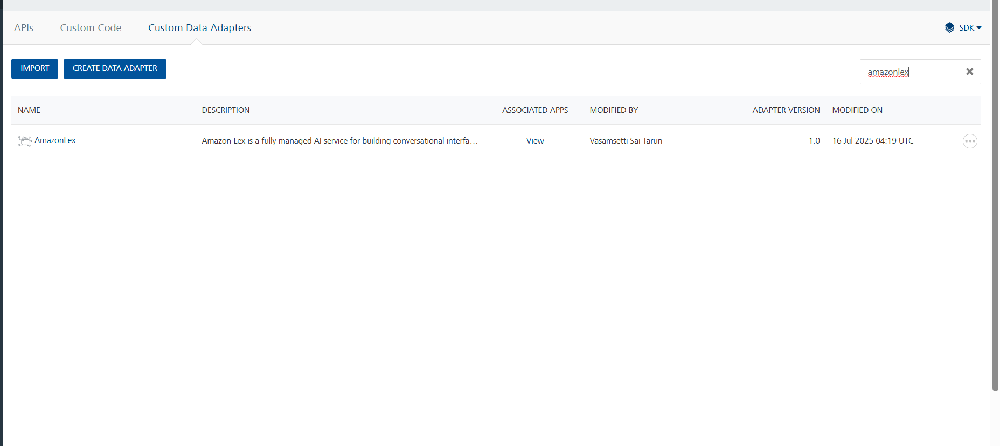 APIs Custom Code Custom Data Adapters SDK
IMPORT CREATE DATA ADAPTER amazonlex
NAME DESCRIPTION ASSOCIATED APPS MODIFIED BY ADAPTER VERSION MODIFIED ON
AmazonLex Amazon Lex is a fully managed AI service for building conversational interfa... View Vasamsetti Sai Tarun 1.0 16 Jul 2025 04:19 UTC